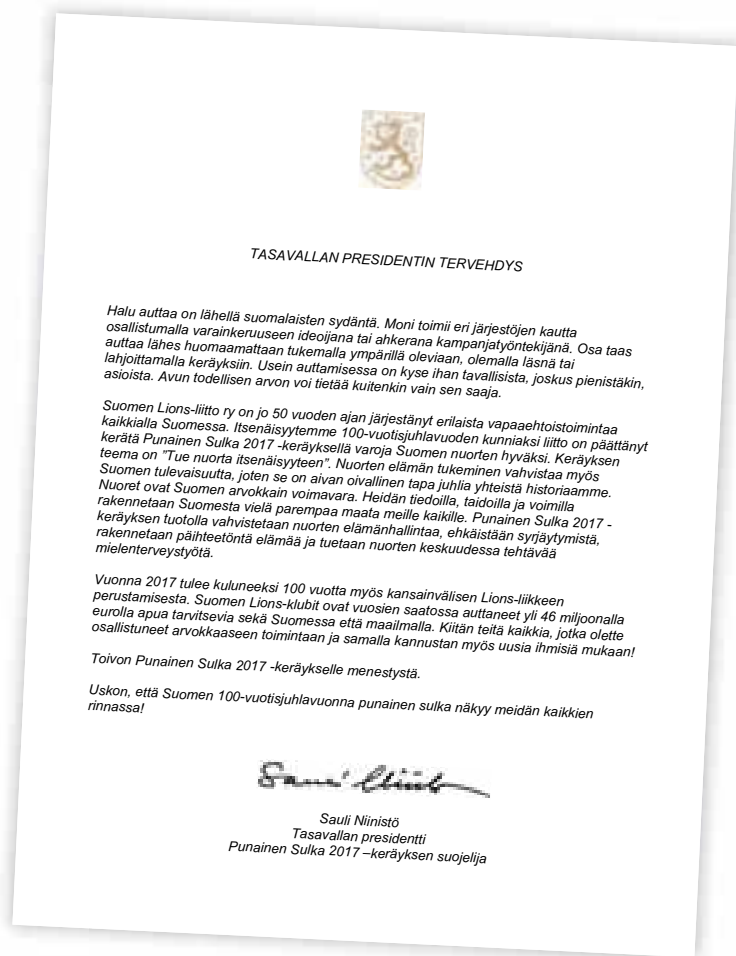 TASAVALLAN PRESIDENTIN TERVEHDYS
Halu auttaa on lähellä suomalaisten sydäntä. Moni toimii eri järjestöjen kautta
osallistumalla varainkeruuseen ideoijana tai ahkerana kampanjatyöntekijänä. Osa taas
auttaa lähes huomaamattaan tukemalla ympärillä oleviaan, olemalla läsnä tai
lahjoittamalla keräyksiin. Usein auttamisessa on kyse ihan tavallisista, joskus pienistäkin,
asioista. Avun todellisen arvon voi tietää kuitenkin vain sen saaja.
Suomen Lions-liitto ry on jo 50 vuoden ajan järjestänyt erilaista vapaaehtoistoimintaa
kaikkialla Suomessa. Itsenäisyytemme 100-vuotisjuhlavuoden kunniaksi liitto on päättänyt
kerätä Punainen Sulka 2017 -keräyksellä varoja Suomen nuorten hyväksi. Keräyksen
teema on ”Tue nuorta itsenäisyyteen”. Nuorten elämän tukeminen vahvistaa myös
Suomen tulevaisuutta, joten se on aivan oivallinen tapa juhlia yhteistä historiaamme.
Nuoret ovat Suomen arvokkain voimavara. Heidän tiedoilla, taidoilla ja voimilla
rakennetaan Suomesta vielä parempaa maata meille kaikille. Punainen Sulka 2017 -
keräyksen tuotolla vahvistetaan nuorten elämänhallintaa, ehkäistään syrjäytymistä,
rakennetaan päihteetöntä elämää ja tuetaan nuorten keskuudessa tehtävää
mielenterveystyötä.
Vuonna 2017 tulee kuluneeksi 100 vuotta myös kansainvälisen Lions-liikkeen
perustamisesta. Suomen Lions-klubit ovat vuosien saatossa auttaneet yli 46 miljoonalla
eurolla apua tarvitsevia sekä Suomessa että maailmalla. Kiitän teitä kaikkia, jotka olette
osallistuneet arvokkaaseen toimintaan ja samalla kannustan myös uusia ihmisiä mukaan!
Toivon Punainen Sulka 2017 -keräykselle menestystä.
Uskon, että Suomen 100-vuotisjuhlavuonna punainen sulka näkyy meidän kaikkien
rinnassa!
Sauli Niinistö
Tasavallan presidentti
Punainen Sulka 2017 –keräyksen suojelija